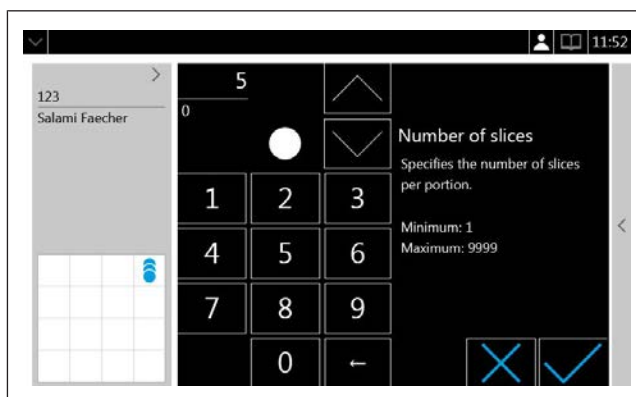 11:52
123
Salami Faecher
5
0
Number of slices
Specifies the number of slices
per portion.
Minimum: 1
Maximum: 9999
1 2 3
4 5 6
7 8 9
0 ←